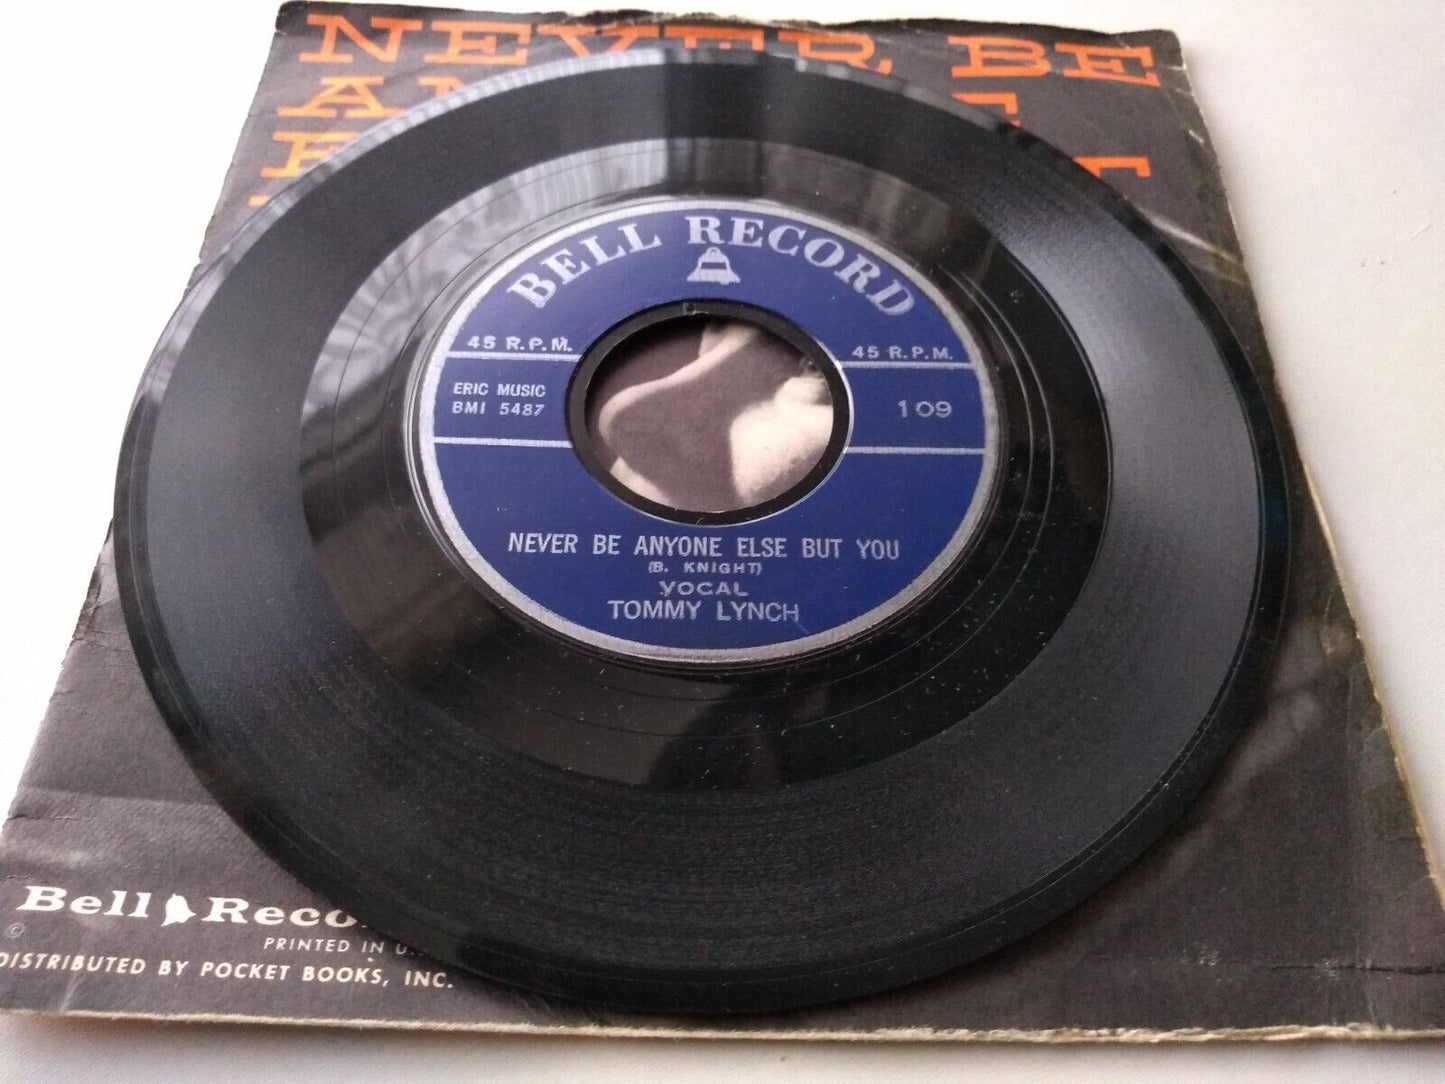 NEVER BE
BELL RECORD
45 R.P.M.
45 R.P.M.
ERIC MUSIC
BMI 5487
109
NEVER BE ANYONE ELSE BUT YOU
(B. KNIGHT)
VOCAL
TOMMY LYNCH
Bell Reco
©
PRINTED IN U.
DISTRIBUTED BY POCKET BOOKS, INC.